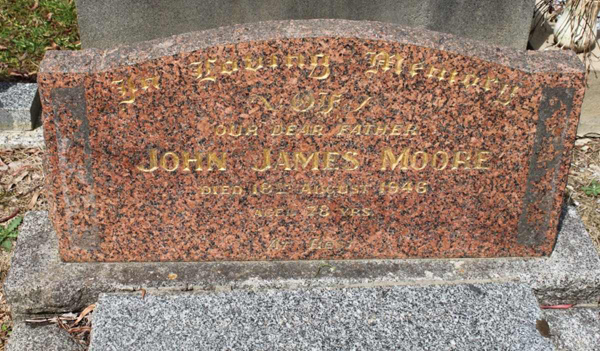 In Loving Memory
Of
OUR DEAR FATHER
JOHN JAMES MOORE
DIED 18TH AUGUST 1946
AGED 78 YRS.